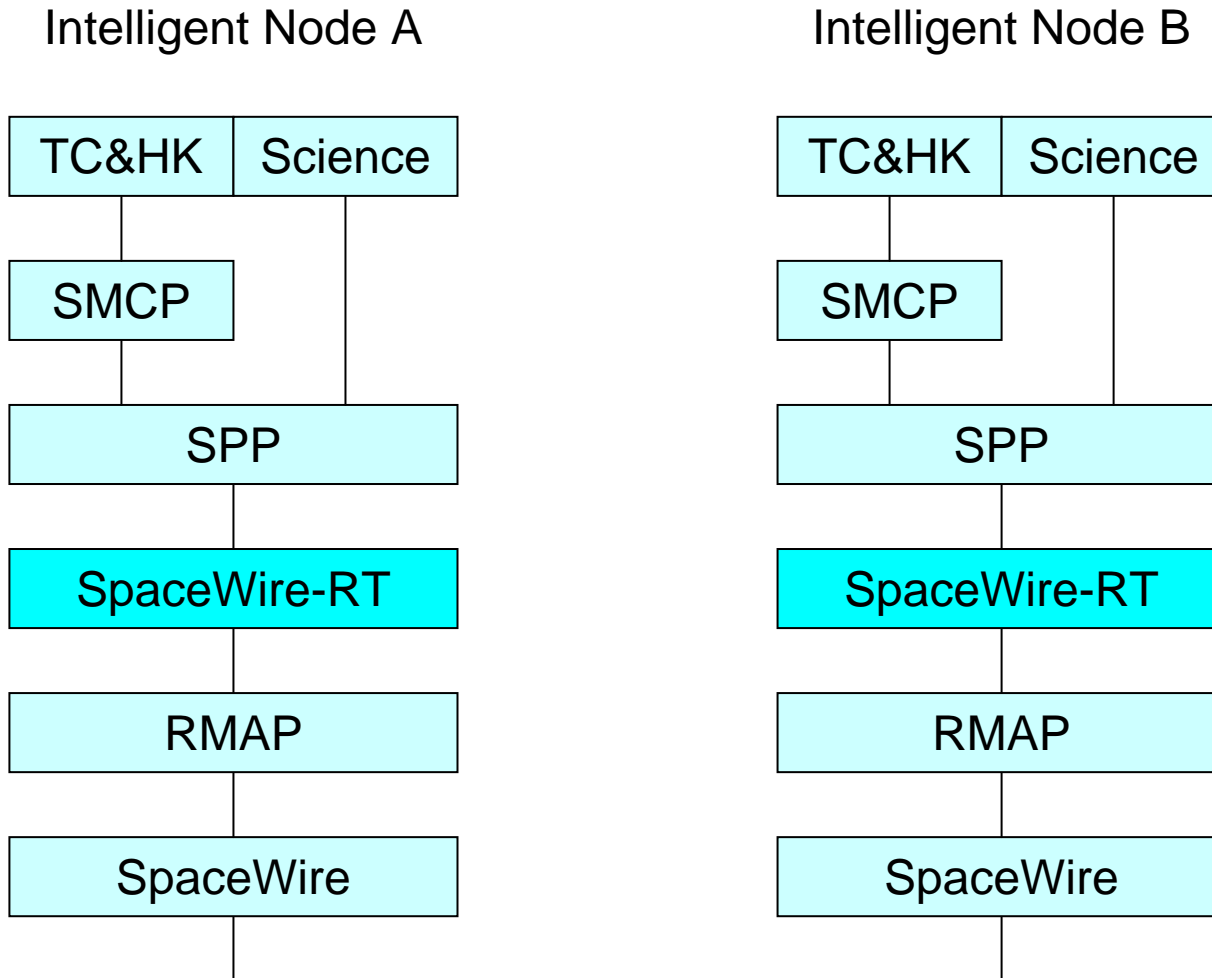 Intelligent Node A
Intelligent Node B
TC&HK
Science
TC&HK
Science
SMCP
SMCP
SPP
SPP
SpaceWire-RT
SpaceWire-RT
RMAP
RMAP
SpaceWire
SpaceWire